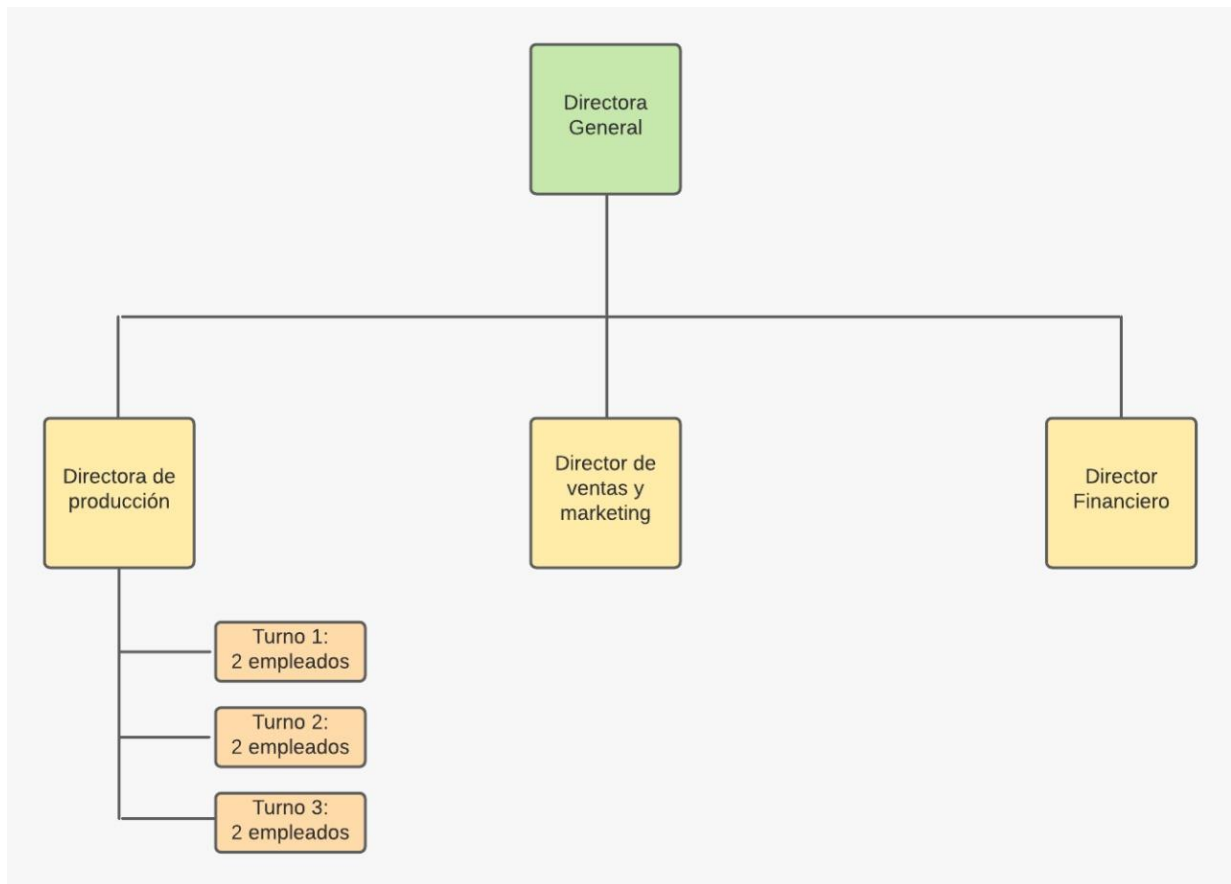 Directora
General
Directora de
producción
Director de
ventas y
marketing
Director
Financiero
Turno 1:
2 empleados
Turno 2:
2 empleados
Turno 3:
2 empleados